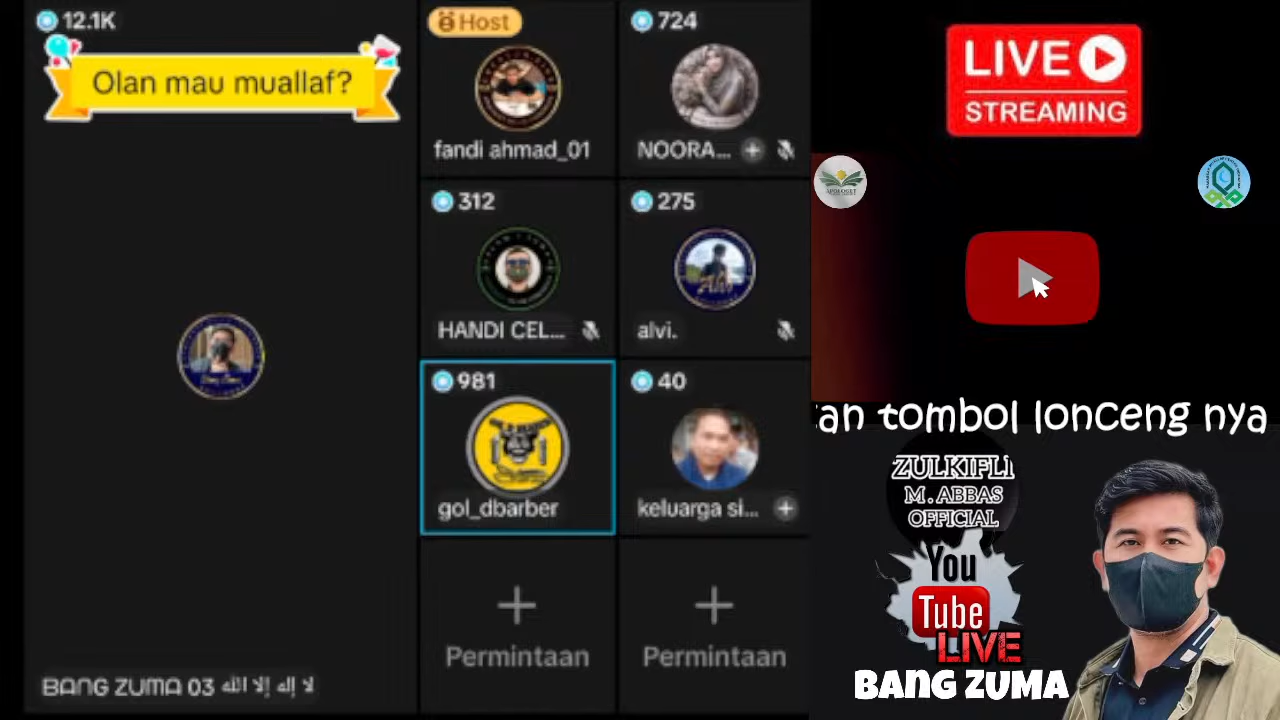 12.1K
Olan mau muallaf?
BANG ZUMA 03 لا إله إلا الله
Host
fandi ahmad_01
724
NOORA...
312
HANDI CEL...
275
alvi.
981
gol_dbarber
40
keluarga si...
Permintaan
Permintaan
LIVE
STREAMING
APOLOGET
an tombol lonceng nya
ZULKIFLI
M. ABBAS
OFFICIAL
You
Tube
LIVE
BANG ZUMA